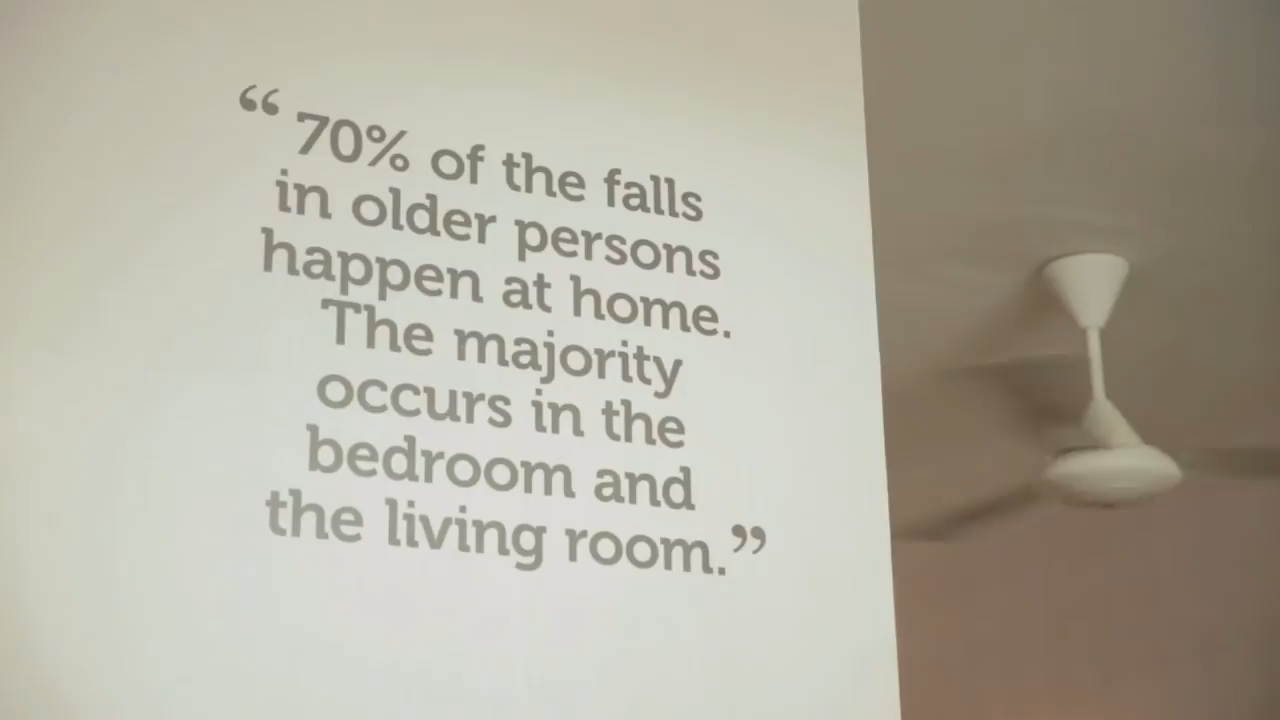 “ 70% of the falls
in older persons
happen at home.
The majority
occurs in the
bedroom and
the living room.”